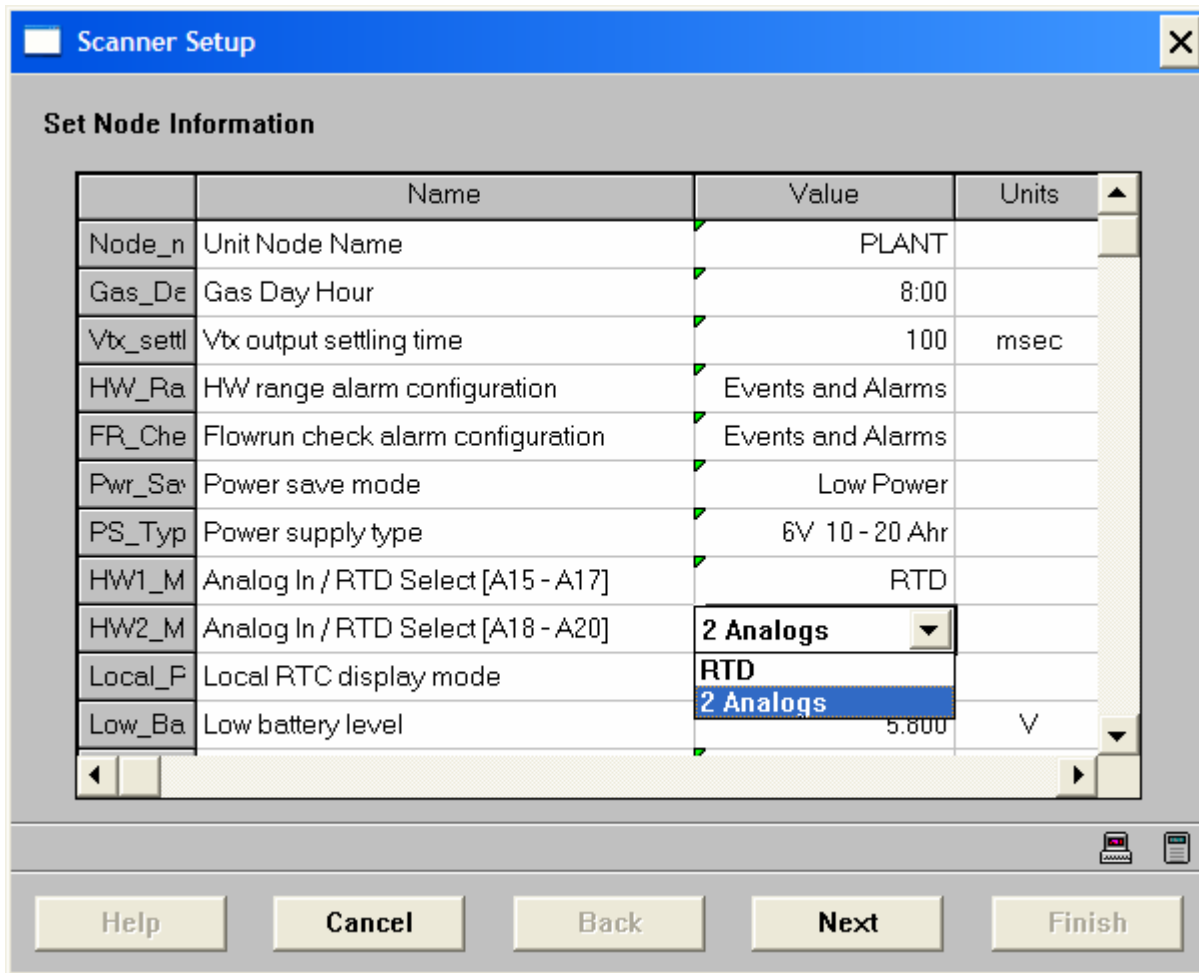 Scanner Setup
Set Node Information
Name Value Units
Node_n Unit Node Name PLANT
Gas_Da Gas Day Hour 8:00
Vtx_settl Vtx output settling time 100 msec
HW_Ra HW range alarm configuration Events and Alarms
FR_Che Flowrun check alarm configuration Events and Alarms
Pwr_Sa Power save mode Low Power
PS_Typ Power supply type 6V 10 - 20 Ahr
HW1_M Analog In / RTD Select [A15 - A17] RTD
HW2_M Analog In / RTD Select [A18 - A20] 2 Analogs
Local_R Local RTC display mode RTD
2 Analogs
Low_Ba Low battery level 5.800 V
Help Cancel Back Next Finish